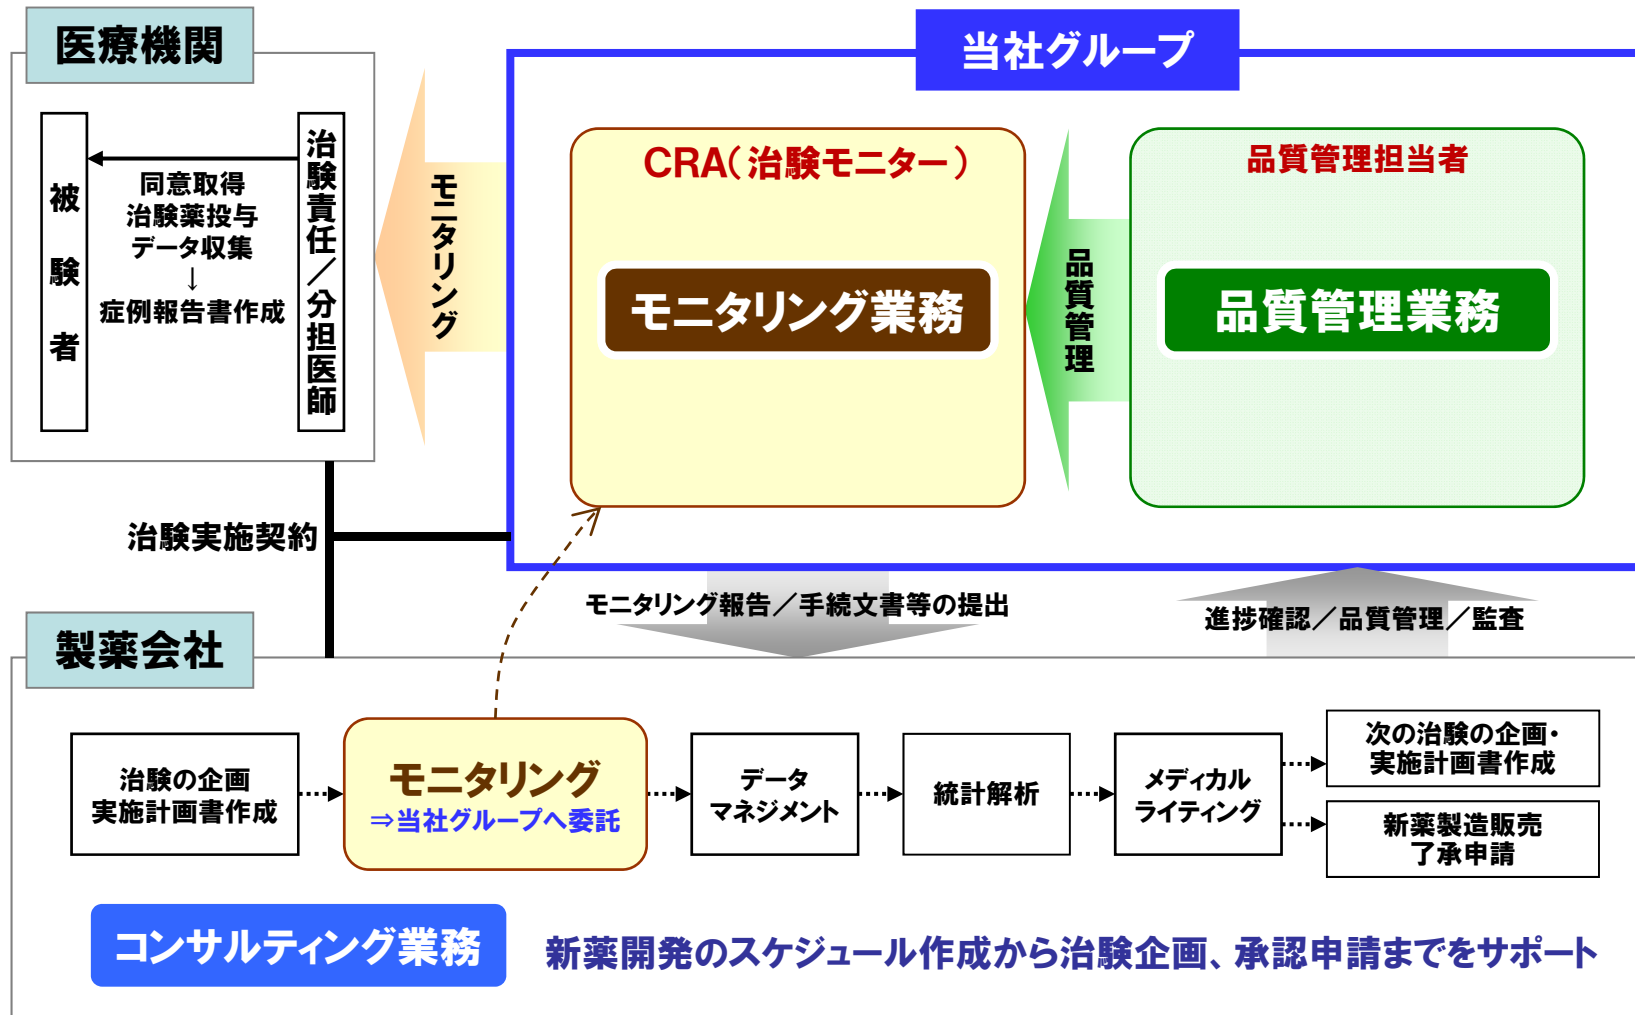 医療機関
当社グループ
被験者
同意取得
治験薬投与
データ収集
↓
症例報告書作成
治験責任／分担医師
モニタリング
CRA（治験モニター）
モニタリング業務
品質管理
品質管理担当者
品質管理業務
治験実施契約
モニタリング報告／手続文書等の提出
進捗確認／品質管理／監査
製薬会社
治験の企画
実施計画書作成
モニタリング
⇒当社グループへ委託
データ
マネジメント
統計解析
メディカル
ライティング
次の治験の企画・
実施計画書作成
新薬製造販売
了承申請
コンサルティング業務
新薬開発のスケジュール作成から治験企画、承認申請までをサポート